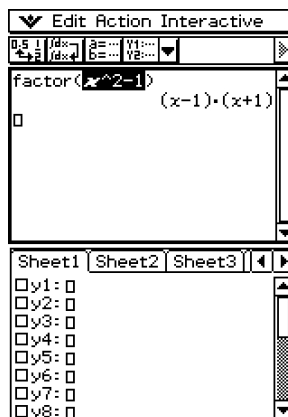 Edit Action Interactive
factor(x^2-1)
(x-1)·(x+1)
Sheet1 Sheet2 Sheet3
y1:
y2:
y3:
y4:
y5:
y6:
y7:
y8: